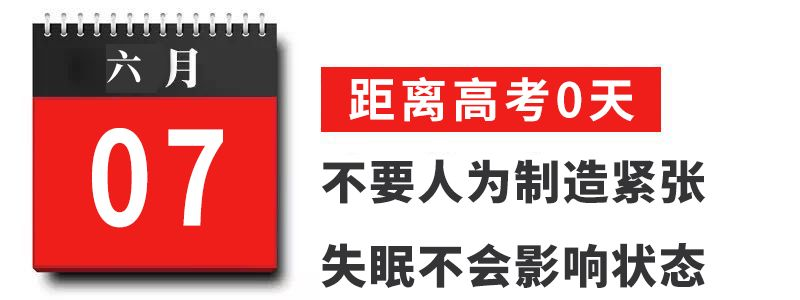 六月
07
距离高考0天
不要人为制造紧张
失眠不会影响状态